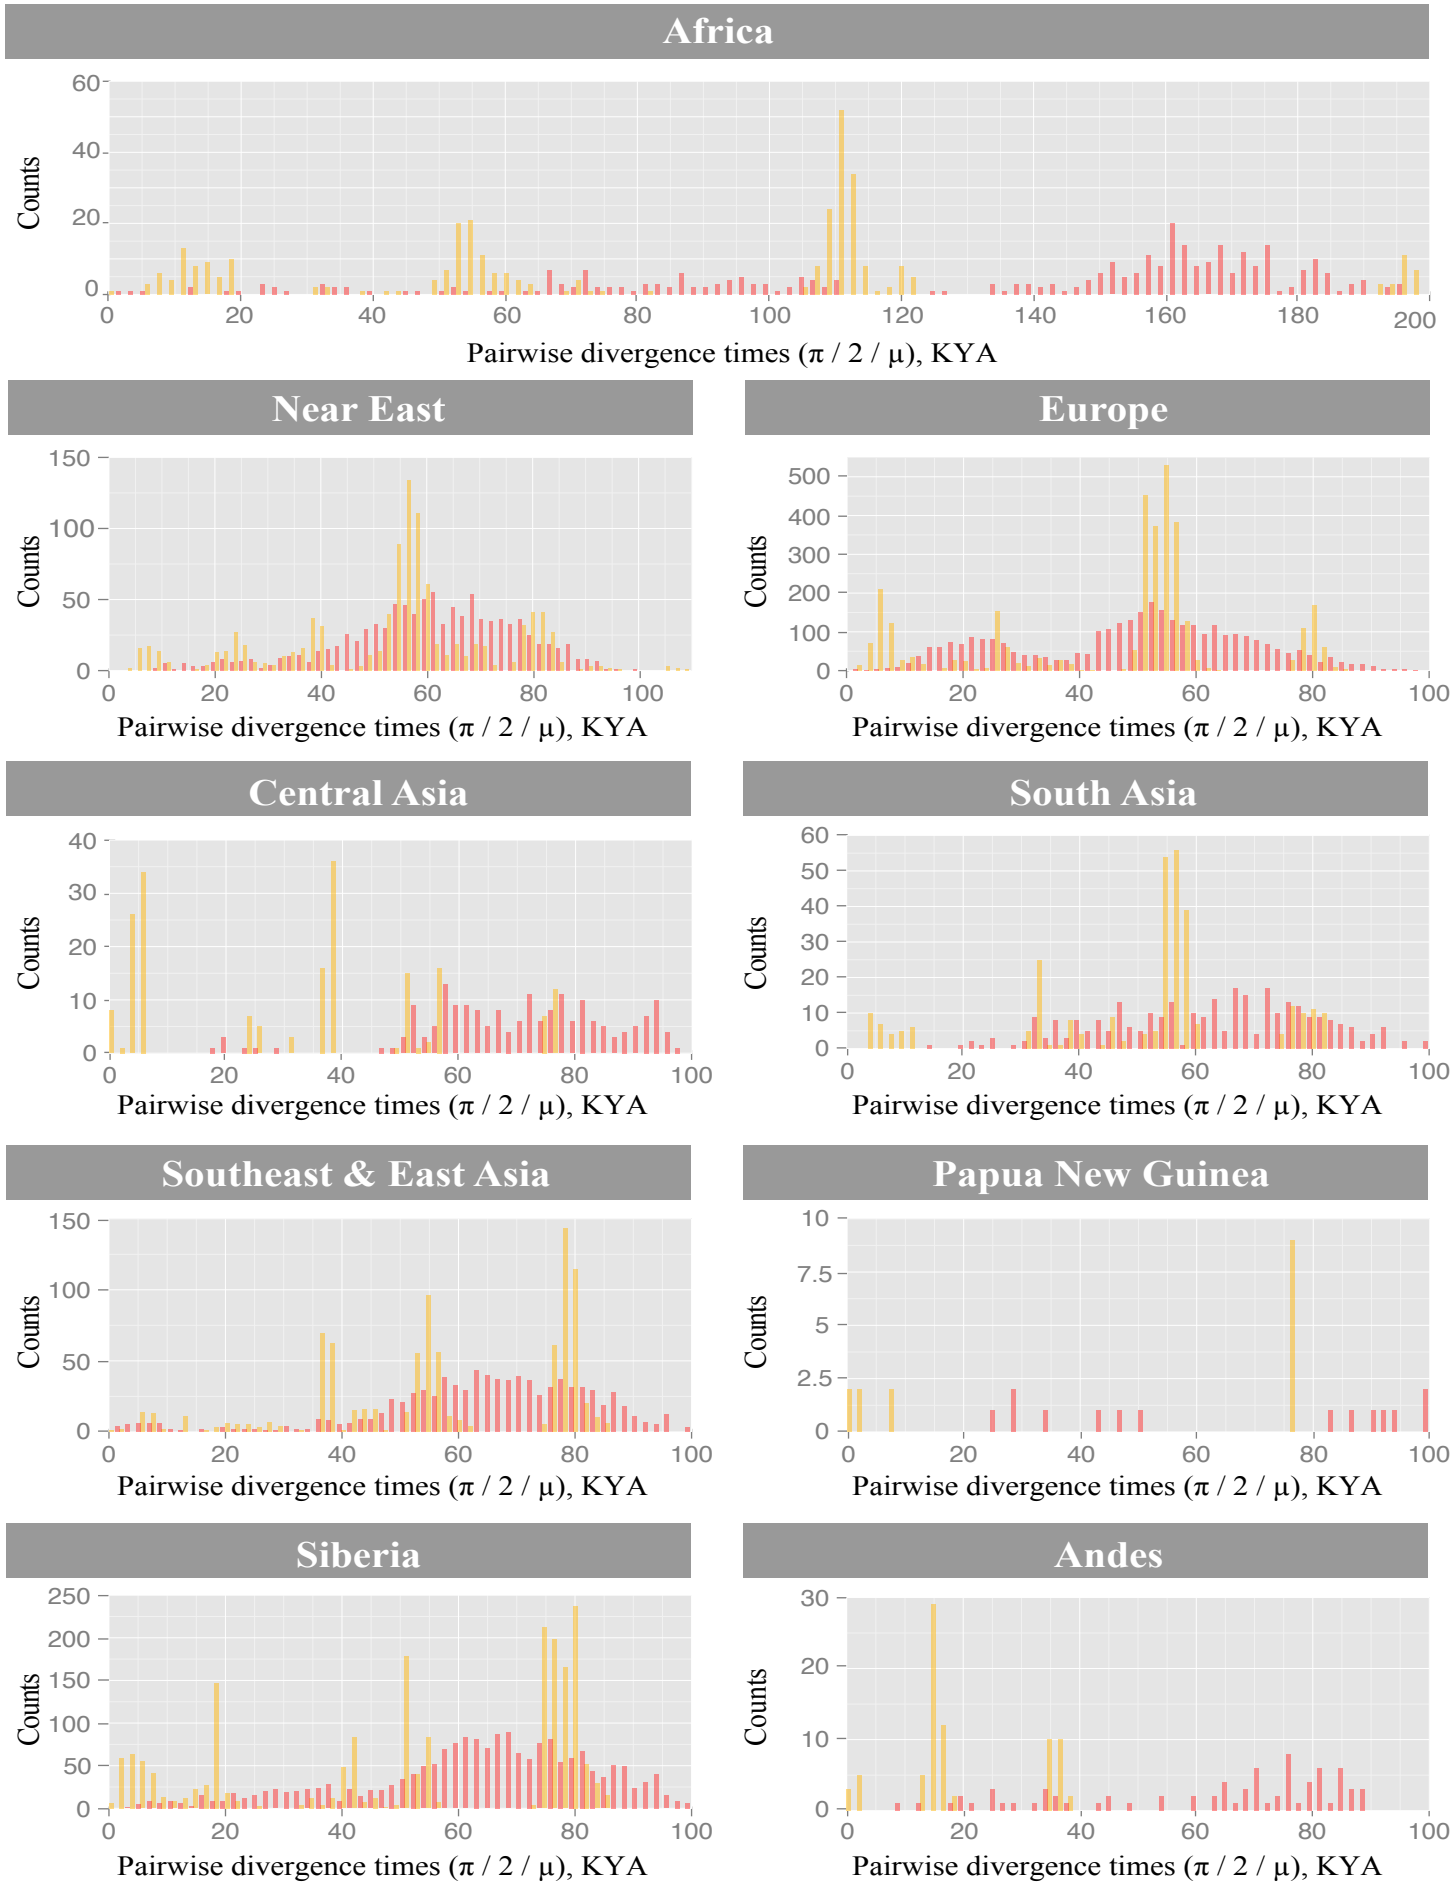 Africa
60
40
20
0
Counts
0 20 40 60 80 100 120 140 160 180 200
Pairwise divergence times (π / 2 / μ), KYA
Near East
150
100
50
0
Counts
0 20 40 60 80 100
Pairwise divergence times (π / 2 / μ), KYA
Europe
500
400
300
200
100
0
Counts
0 20 40 60 80 100
Pairwise divergence times (π / 2 / μ), KYA
Central Asia
40
30
20
10
0
Counts
0 20 40 60 80 100
Pairwise divergence times (π / 2 / μ), KYA
South Asia
60
50
40
30
20
10
0
Counts
0 20 40 60 80 100
Pairwise divergence times (π / 2 / μ), KYA
Southeast & East Asia
150
100
50
0
Counts
0 20 40 60 80 100
Pairwise divergence times (π / 2 / μ), KYA
Papua New Guinea
10
7.5
5
2.5
0
Counts
0 20 40 60 80 100
Pairwise divergence times (π / 2 / μ), KYA
Siberia
250
200
150
100
50
0
Counts
0 20 40 60 80 100
Pairwise divergence times (π / 2 / μ), KYA
Andes
30
20
10
0
Counts
0 20 40 60 80 100
Pairwise divergence times (π / 2 / μ), KYA